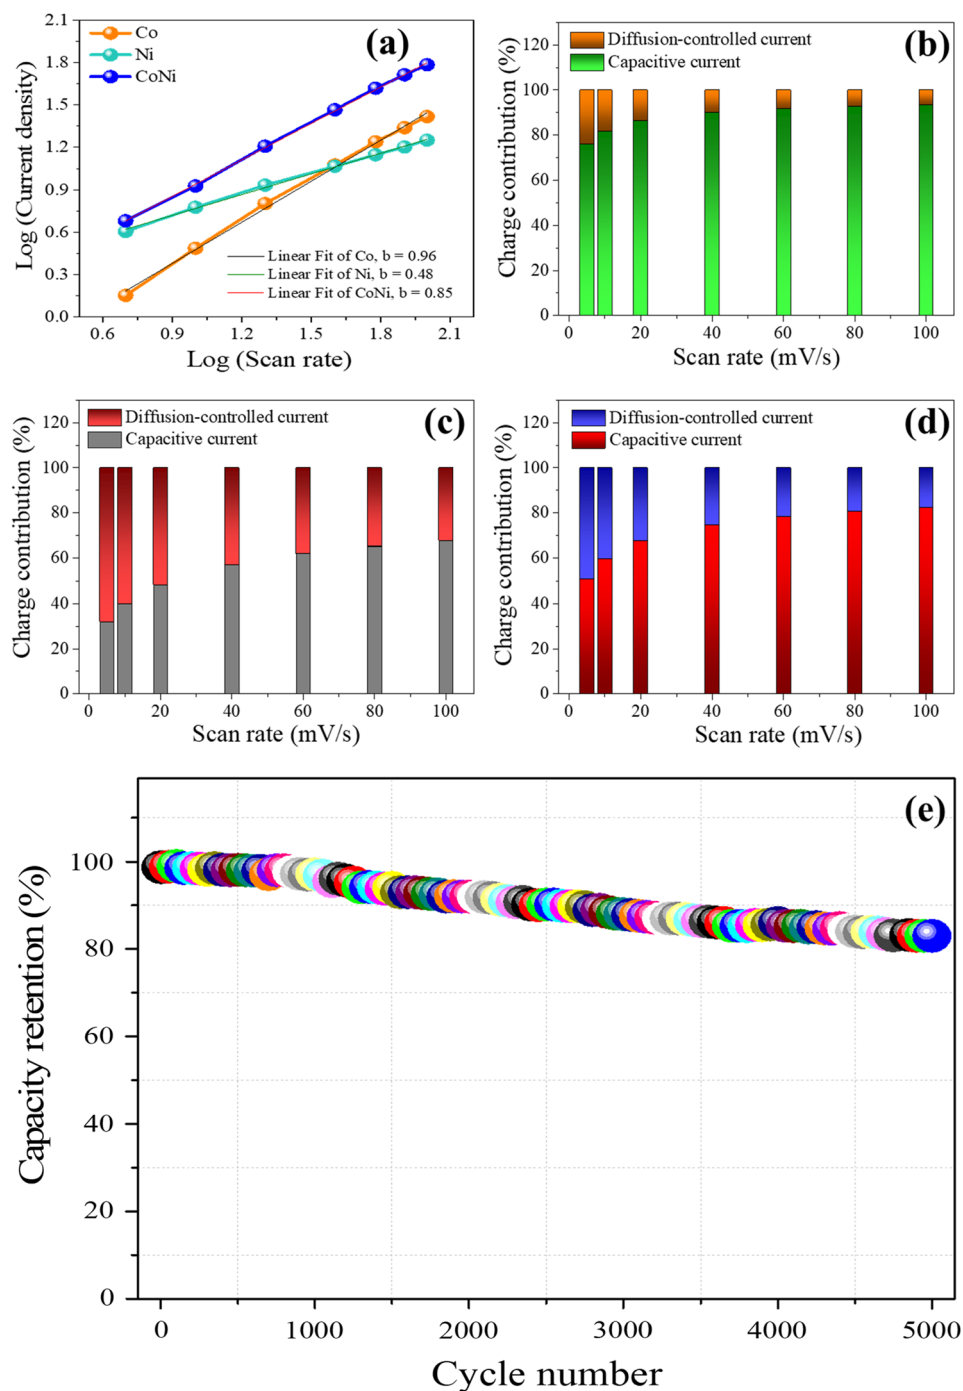 (a)
Co
Ni
CoNi
Linear Fit of Co, b = 0.96
Linear Fit of Ni, b = 0.48
Linear Fit of CoNi, b = 0.85
Log (Current density)
2.1
1.8
1.5
1.2
0.9
0.6
0.3
0.0
0.6 0.9 1.2 1.5 1.8 2.1
Log (Scan rate)
(b)
Diffusion-controlled current
Capacitive current
Charge contribution (%)
120
100
80
60
40
20
0
0 20 40 60 80 100
Scan rate (mV/s)
(c)
Diffusion-controlled current
Capacitive current
Charge contribution (%)
120
100
80
60
40
20
0
0 20 40 60 80 100
Scan rate (mV/s)
(d)
Diffusion-controlled current
Capacitive current
Charge contribution (%)
120
100
80
60
40
20
0
0 20 40 60 80 100
Scan rate (mV/s)
(e)
Capacity retention (%)
100
80
60
40
20
0
0 1000 2000 3000 4000 5000
Cycle number